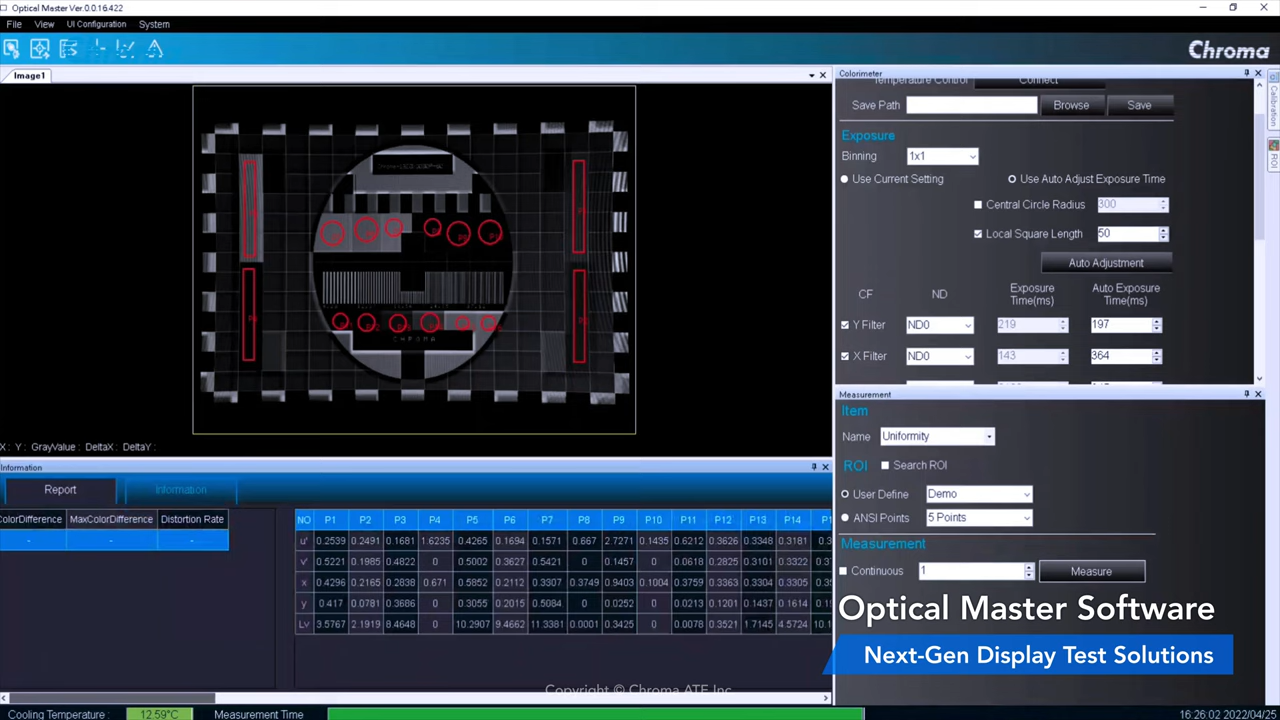 Optical Master Ver.0.0.16.422
File View UI Configuration System
Chroma
Image1
CHROMA
X : Y : GrayValue : DeltaX : DeltaY :
Information
Report Information
ColorDifference MaxColorDifference Distortion Rate
- - -
NO P1 P2 P3 P4 P5 P6 P7 P8 P9 P10 P11 P12 P13 P14
u' 0.2539 0.2491 0.1681 1.6235 0.4265 0.1694 0.1571 0.667 2.7271 0.1435 0.6212 0.3626 0.3348 0.3181
v' 0.5221 0.1985 0.4822 0 0.5002 0.3627 0.5421 0 0.1457 0 0.0618 0.2825 0.3101 0.3322
x 0.4296 0.2165 0.2838 0.671 0.5852 0.2112 0.3307 0.3749 0.9403 0.1004 0.3759 0.3363 0.3304 0.3305
y 0.417 0.0781 0.3686 0 0.3055 0.2015 0.5084 0 0.0252 0 0.0213 0.1201 0.1437 0.1614
Lv 3.5767 2.1919 8.4648 0 10.2907 9.4662 11.3381 0.0001 0.3425 0 0.0078 0.3521 1.7145 4.5724
Copyright © Chroma ATE Inc.
Cooling Temperature : 12.59°C Measurement Time
Colorimeter
Temperature Control Connect
Save Path Browse Save
Exposure
Binning 1x1
Use Current Setting Use Auto Adjust Exposure Time
Central Circle Radius 300
Local Square Length 50
Auto Adjustment
CF ND Exposure Time(ms) Auto Exposure Time(ms)
Y Filter ND0 219 197
X Filter ND0 143 364
Calibration
ROI
Measurement
Item
Name Uniformity
ROI Search ROI
User Define Demo
ANSI Points 5 Points
Measurement
Continuous 1 Measure
Optical Master Software
Next-Gen Display Test Solutions
16:26:02 2022/04/25